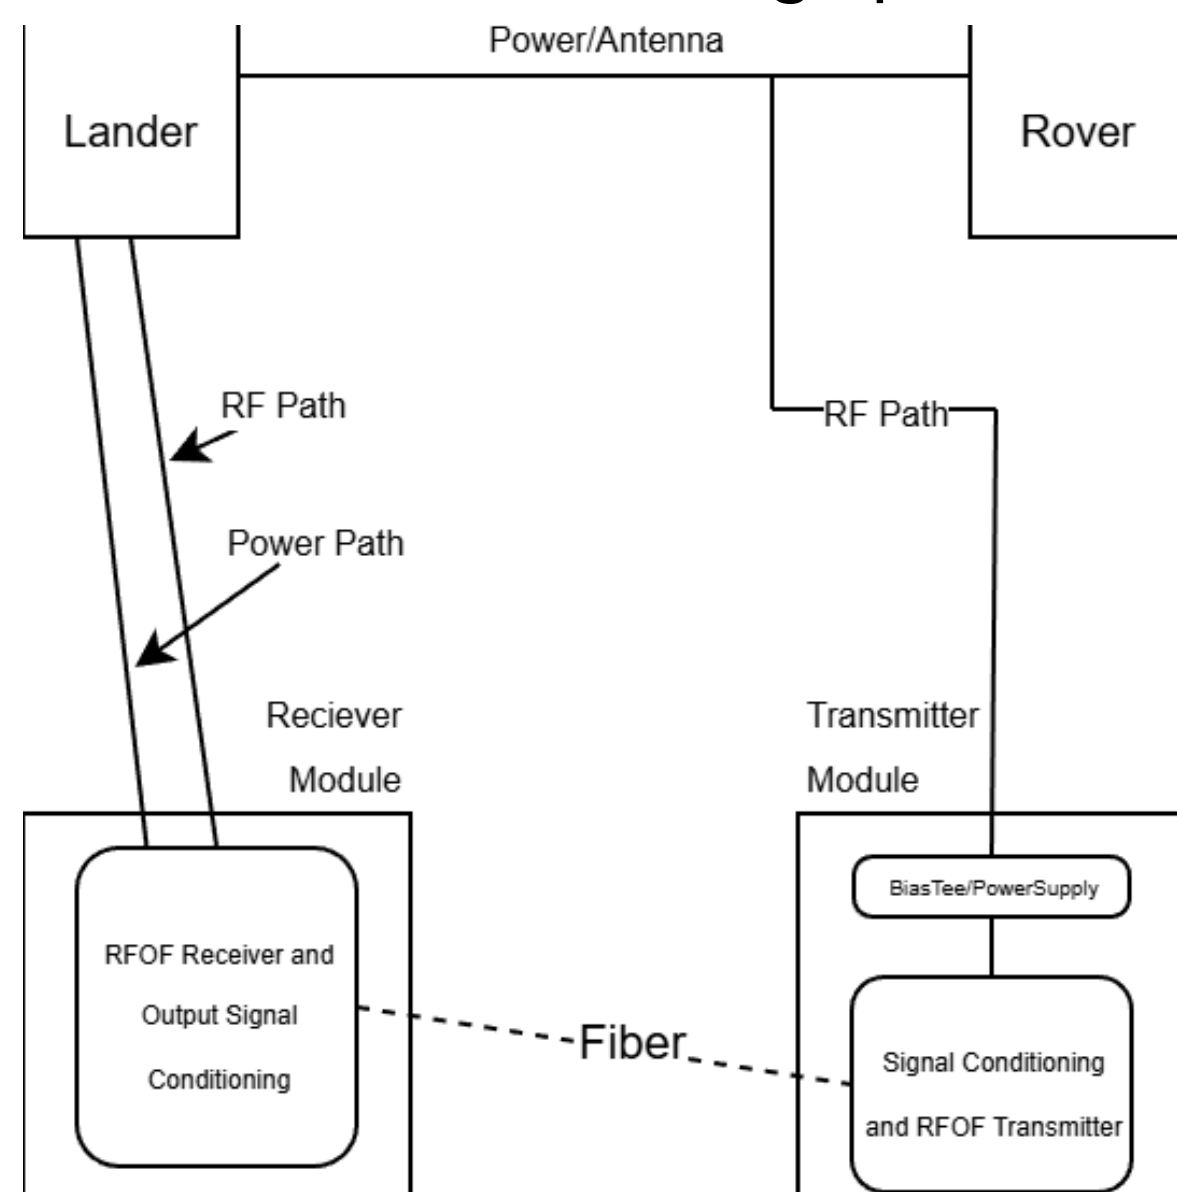 Power/Antenna
Lander
Rover
RF Path
RF Path
Power Path
Reciever
Module
Transmitter
Module
BiasTee/PowerSupply
RFOF Receiver and
Output Signal
Conditioning
Fiber
Signal Conditioning
and RFOF Transmitter